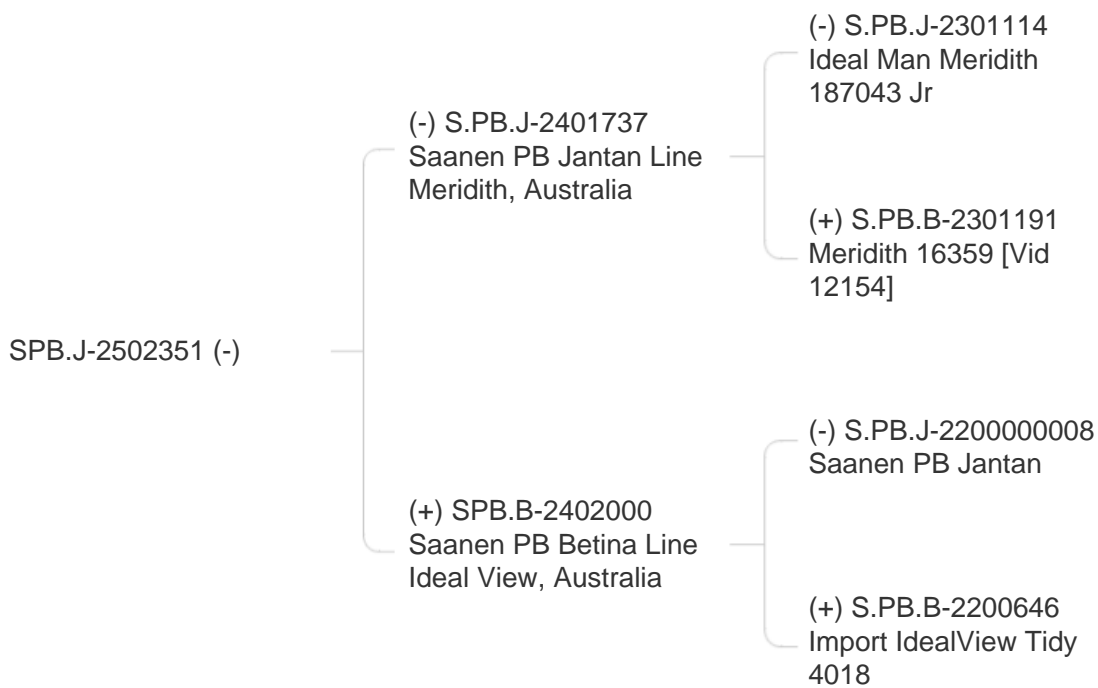 (-) S.PB.J-2301114
Ideal Man Meridith
187043 Jr
(-) S.PB.J-2401737
Saanen PB Jantan Line
Meridith, Australia
(+) S.PB.B-2301191
Meridith 16359 [Vid
12154]
SPB.J-2502351 (-)
(-) S.PB.J-2200000008
Saanen PB Jantan
(+) SPB.B-2402000
Saanen PB Betina Line
Ideal View, Australia
(+) S.PB.B-2200646
Import IdealView Tidy
4018